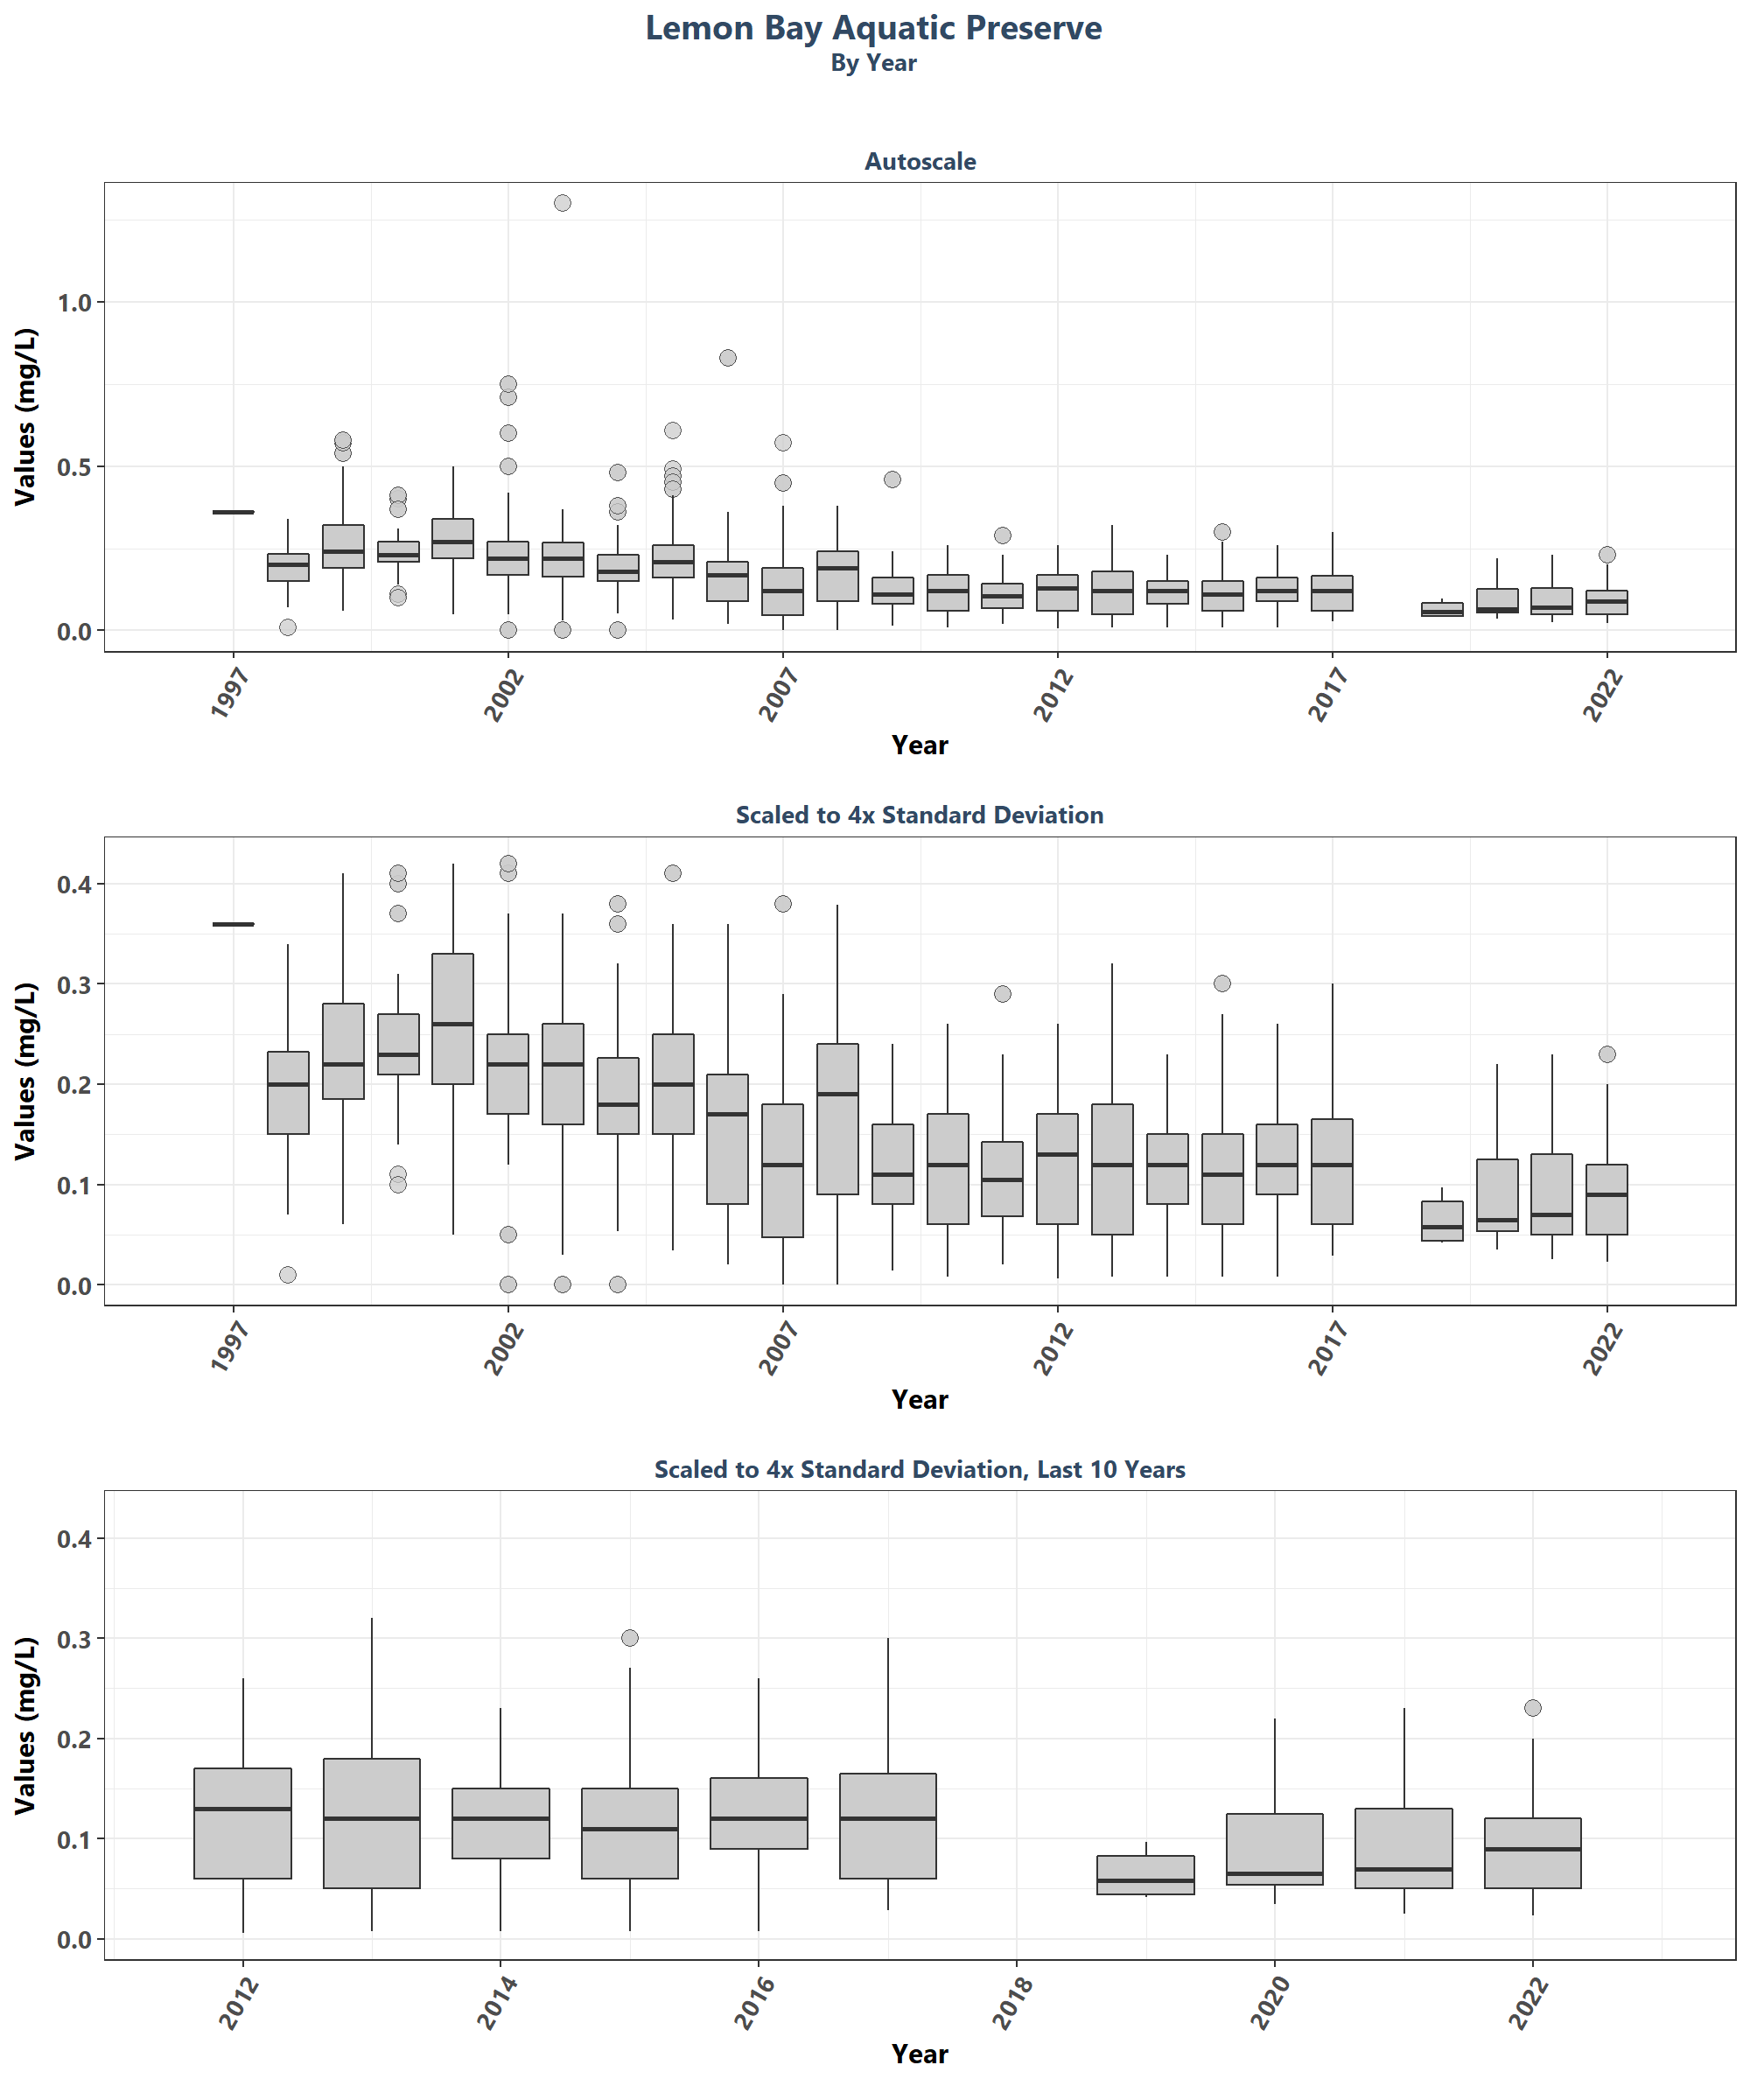 Lemon Bay Aquatic Preserve
By Year
Autoscale
Values (mg/L)
1.0
0.5
0.0
1997 2002 2007 2012 2017 2022
Year
Scaled to 4x Standard Deviation
Values (mg/L)
0.4
0.3
0.2
0.1
0.0
1997 2002 2007 2012 2017 2022
Year
Scaled to 4x Standard Deviation, Last 10 Years
Values (mg/L)
0.4
0.3
0.2
0.1
0.0
2012 2014 2016 2018 2020 2022
Year